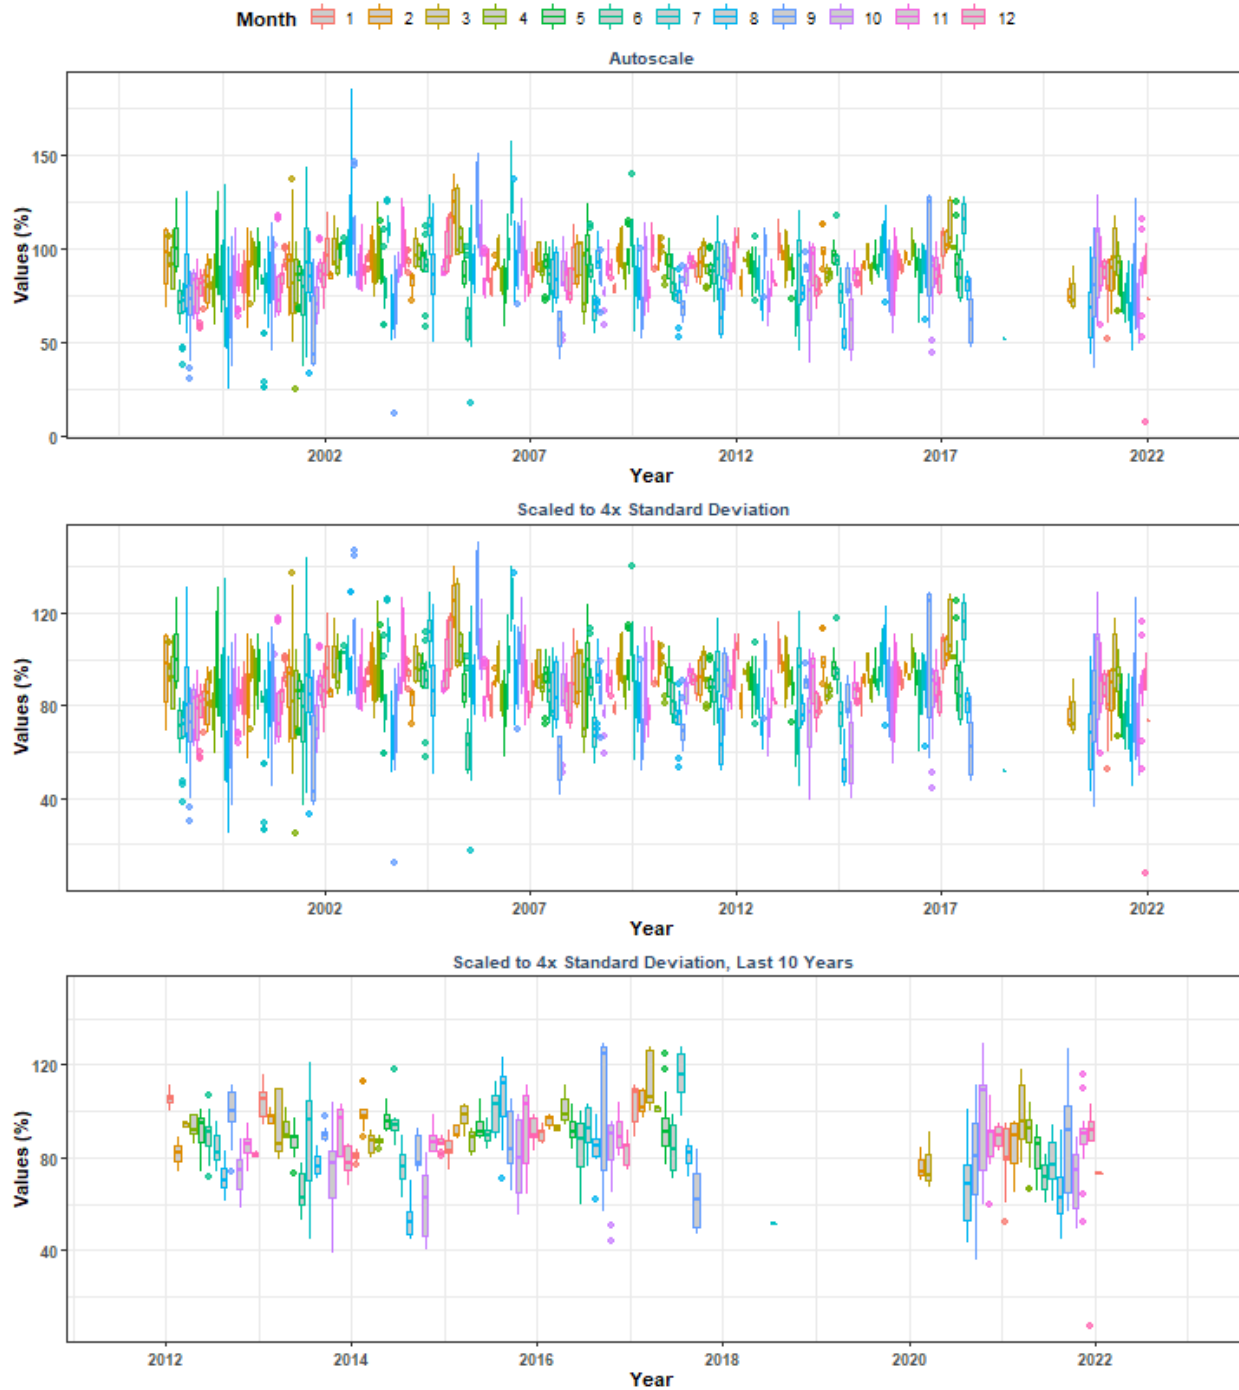 Month 1 2 3 4 5 6 7 8 9 10 11 12
Autoscale
Values (%)
150
100
50
0
2002 2007 2012 2017 2022
Year
Scaled to 4x Standard Deviation
Values (%)
120
80
40
2002 2007 2012 2017 2022
Year
Scaled to 4x Standard Deviation, Last 10 Years
Values (%)
120
80
40
2012 2014 2016 2018 2020 2022
Year